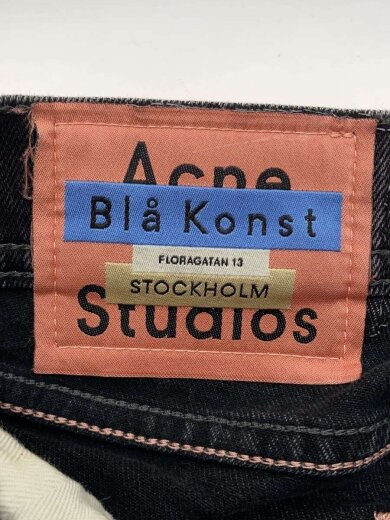 Acne
Blå Konst
FLORAGATAN 13
STOCKHOLM
Studios